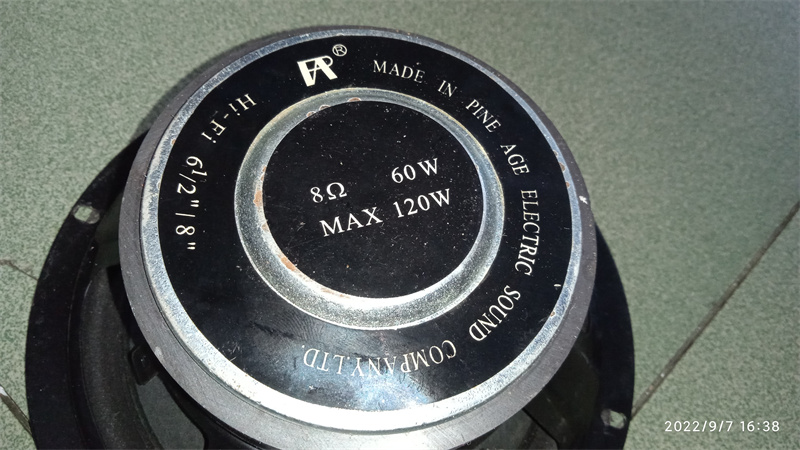 FAP®
MADE IN PINE AGE ELECTRIC SOUND COMPANY.LTD.
Hi-Fi 6½"/8"
8Ω 60W
MAX 120W
2022/9/7 16:38